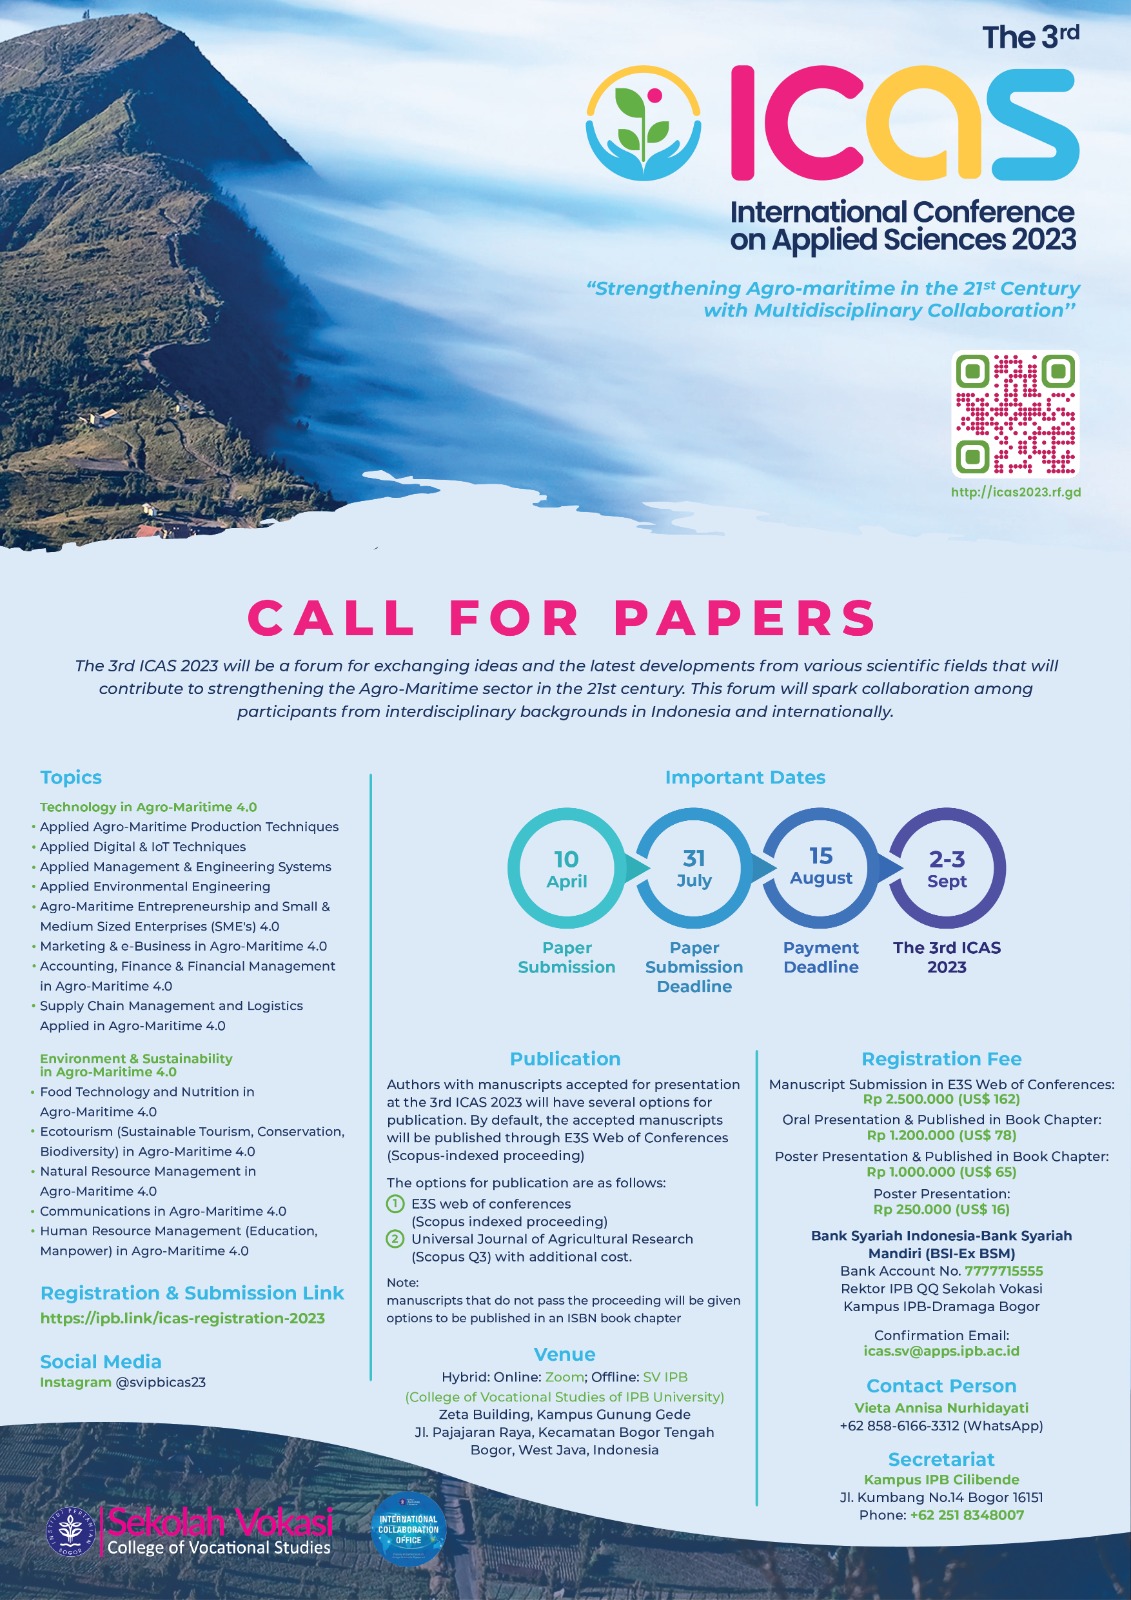 The 3rd
ICAS
International Conference
on Applied Sciences 2023
“Strengthening Agro-maritime in the 21st Century
with Multidisciplinary Collaboration’’
http://icas2023.rf.gd
CALL FOR PAPERS
The 3rd ICAS 2023 will be a forum for exchanging ideas and the latest developments from various scientific fields that will
contribute to strengthening the Agro-Maritime sector in the 21st century. This forum will spark collaboration among
participants from interdisciplinary backgrounds in Indonesia and internationally.
Topics
Technology in Agro-Maritime 4.0
• Applied Agro-Maritime Production Techniques
• Applied Digital & IoT Techniques
• Applied Management & Engineering Systems
• Applied Environmental Engineering
• Agro-Maritime Entrepreneurship and Small &
Medium Sized Enterprises (SME's) 4.0
• Marketing & e-Business in Agro-Maritime 4.0
• Accounting, Finance & Financial Management
in Agro-Maritime 4.0
• Supply Chain Management and Logistics
Applied in Agro-Maritime 4.0
Environment & Sustainability
in Agro-Maritime 4.0
• Food Technology and Nutrition in
Agro-Maritime 4.0
• Ecotourism (Sustainable Tourism, Conservation,
Biodiversity) in Agro-Maritime 4.0
• Natural Resource Management in
Agro-Maritime 4.0
• Communications in Agro-Maritime 4.0
• Human Resource Management (Education,
Manpower) in Agro-Maritime 4.0
Registration & Submission Link
https://ipb.link/icas-registration-2023
Social Media
Instagram @svipbicas23
Important Dates
10
April
Paper
Submission
31
July
Paper
Submission
Deadline
15
August
Payment
Deadline
2-3
Sept
The 3rd ICAS
2023
Publication
Authors with manuscripts accepted for presentation
at the 3rd ICAS 2023 will have several options for
publication. By default, the accepted manuscripts
will be published through E3S Web of Conferences
(Scopus-indexed proceeding)
The options for publication are as follows:
1 E3S web of conferences
(Scopus indexed proceeding)
2 Universal Journal of Agricultural Research
(Scopus Q3) with additional cost.
Note:
manuscripts that do not pass the proceeding will be given
options to be published in an ISBN book chapter
Venue
Hybrid: Online: Zoom; Offline: SV IPB
(College of Vocational Studies of IPB University)
Zeta Building, Kampus Gunung Gede
Jl. Pajajaran Raya, Kecamatan Bogor Tengah
Bogor, West Java, Indonesia
Registration Fee
Manuscript Submission in E3S Web of Conferences:
Rp 2.500.000 (US$ 162)
Oral Presentation & Published in Book Chapter:
Rp 1.200.000 (US$ 78)
Poster Presentation & Published in Book Chapter:
Rp 1.000.000 (US$ 65)
Poster Presentation:
Rp 250.000 (US$ 16)
Bank Syariah Indonesia-Bank Syariah
Mandiri (BSI-Ex BSM)
Bank Account No. 7777715555
Rektor IPB QQ Sekolah Vokasi
Kampus IPB-Dramaga Bogor
Confirmation Email:
icas.sv@apps.ipb.ac.id
Contact Person
Vieta Annisa Nurhidayati
+62 858-6166-3312 (WhatsApp)
Secretariat
Kampus IPB Cilibende
Jl. Kumbang No.14 Bogor 16151
Phone: +62 251 8348007
INSTITUT PERTANIAN
BOGOR
Sekolah Vokasi
College of Vocational Studies
INTERNATIONAL
COLLABORATION
OFFICE